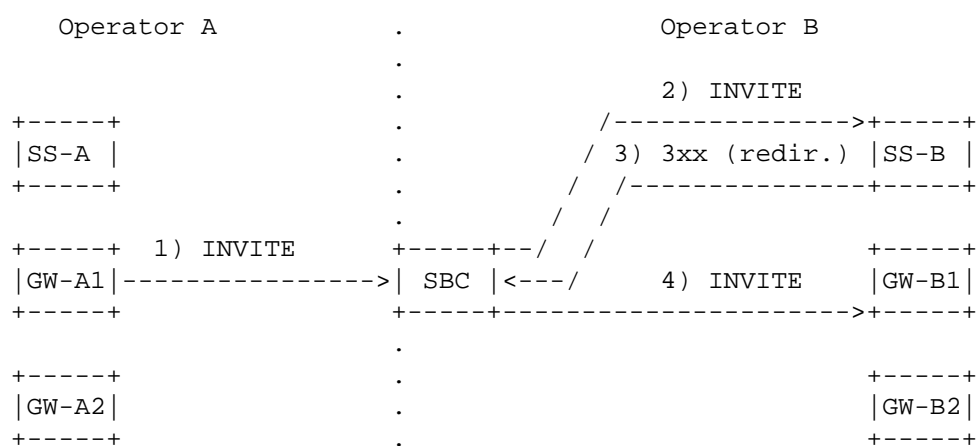 Operator A . Operator B
.
. 2) INVITE
+-----+ . /--------------->+-----+
|SS-A | . / 3) 3xx (redir.) |SS-B |
+-----+ . / /---------------+-----+
. / /
+-----+ 1) INVITE +-----+--/ / +-----+
|GW-A1|---------------->| SBC |<---/ 4) INVITE |GW-B1|
+-----+ +-----+---------------------->+-----+
.
+-----+ . +-----+
|GW-A2| . |GW-B2|
+-----+ . +-----+